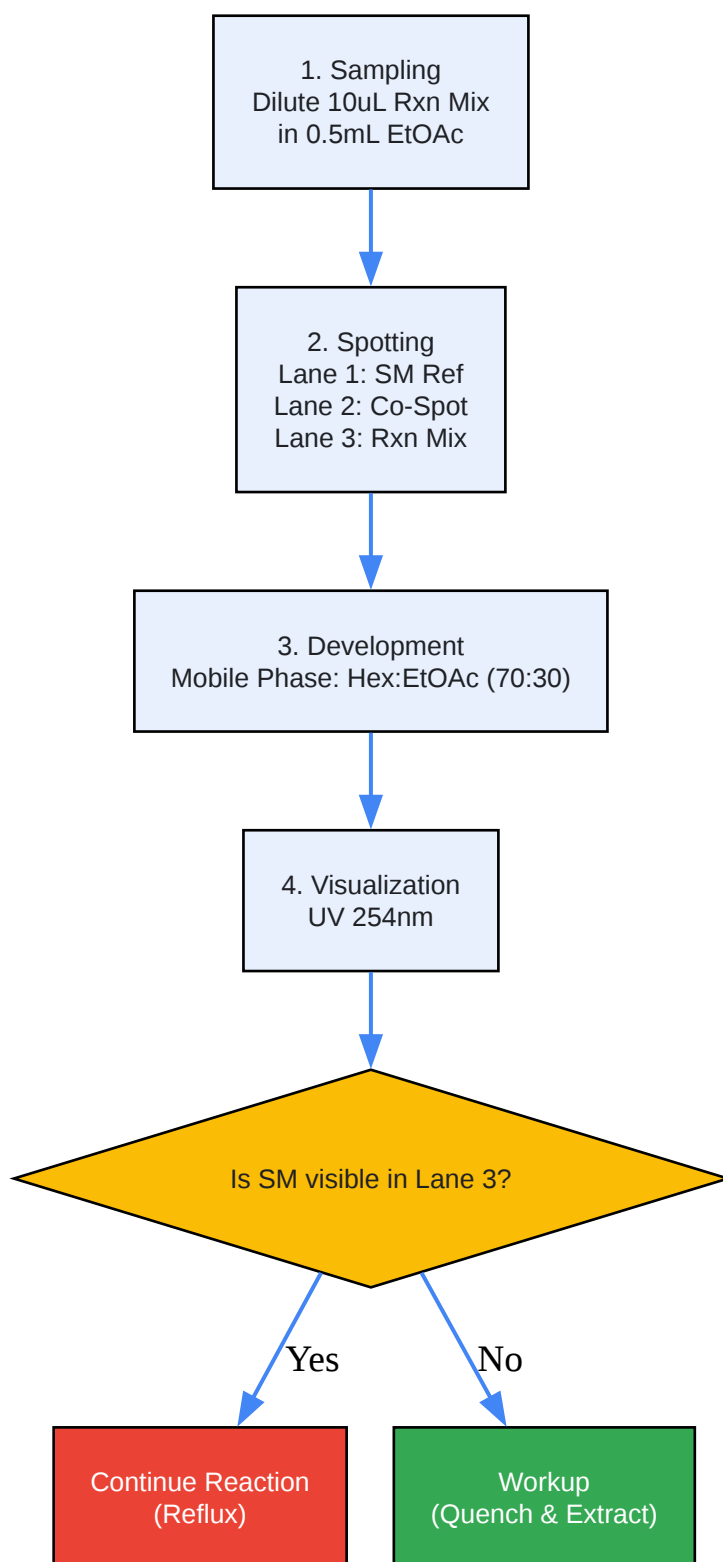 1. Sampling
Dilute 10uL Rxn Mix
in 0.5mL EtOAc
2. Spotting
Lane 1: SM Ref
Lane 2: Co-Spot
Lane 3: Rxn Mix
3. Development
Mobile Phase: Hex:EtOAc (70:30)
4. Visualization
UV 254nm
Is SM visible in Lane 3?
Yes
No
Continue Reaction
(Reflux)
Workup
(Quench & Extract)